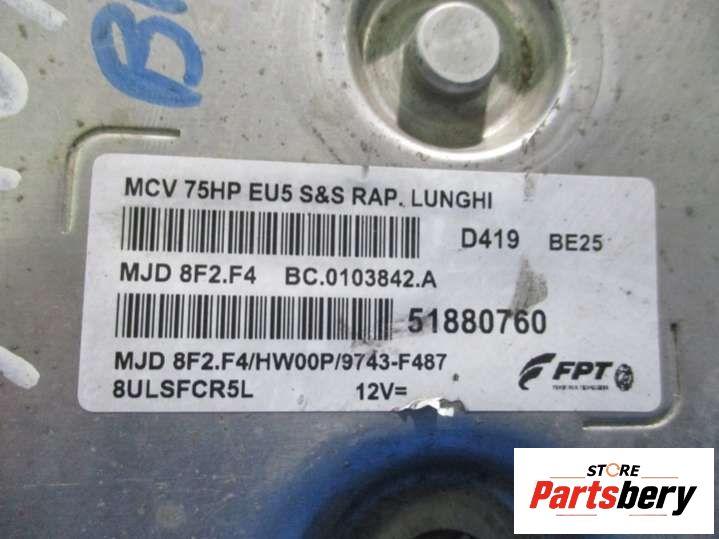 MCV 75HP EU5 S&S RAP. LUNGHI
D419 BE25
MJD 8F2.F4 BC.0103842.A
51880760
MJD 8F2.F4/HW00P/9743-F487
8ULSFCR5L 12V=
FPT
STORE
Partsbery